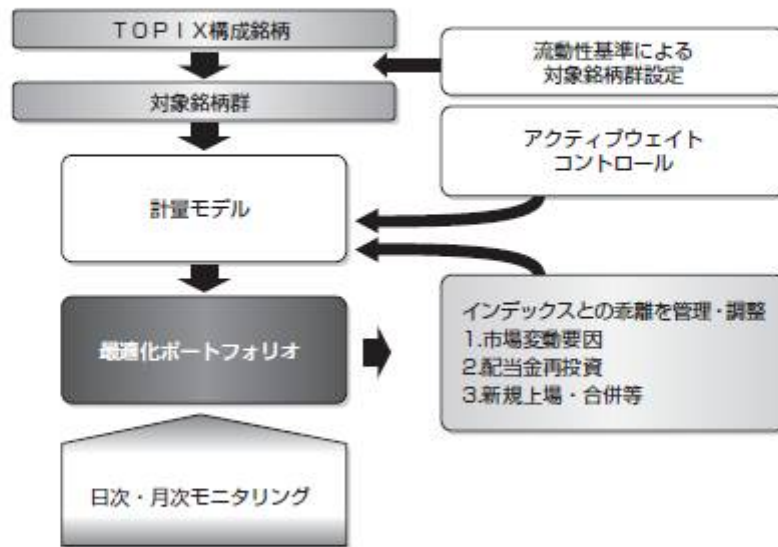 TOPIX構成銘柄
流動性基準による
対象銘柄群設定
対象銘柄群
アクティブウェイト
コントロール
計量モデル
最適化ポートフォリオ
インデックスとの乖離を管理・調整
1.市場変動要因
2.配当金再投資
3.新規上場・合併等
日次・月次モニタリング